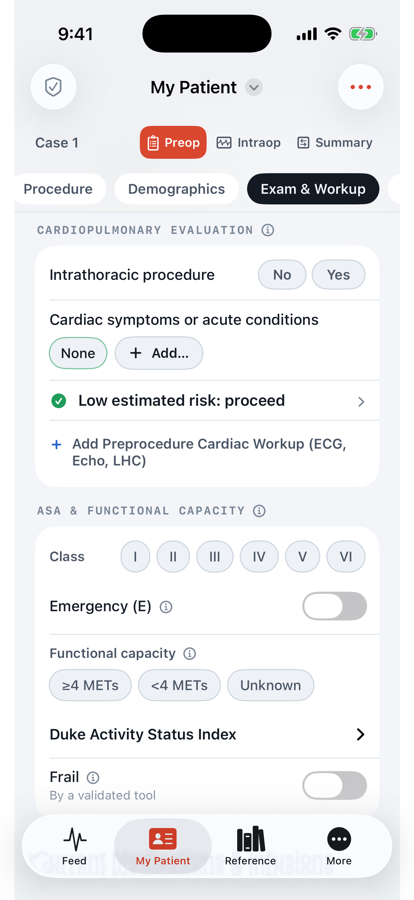 9:41
My Patient
Case 1
Preop
Intraop
Summary
Procedure
Demographics
Exam & Workup
CARDIOPULMONARY EVALUATION
Intrathoracic procedure
No
Yes
Cardiac symptoms or acute conditions
None
+ Add...
Low estimated risk: proceed
+ Add Preprocedure Cardiac Workup (ECG,
Echo, LHC)
ASA & FUNCTIONAL CAPACITY
Class
I
II
III
IV
V
VI
Emergency (E)
Functional capacity
≥4 METs
<4 METs
Unknown
Duke Activity Status Index
Frail
By a validated tool
Feed
My Patient
Reference
More